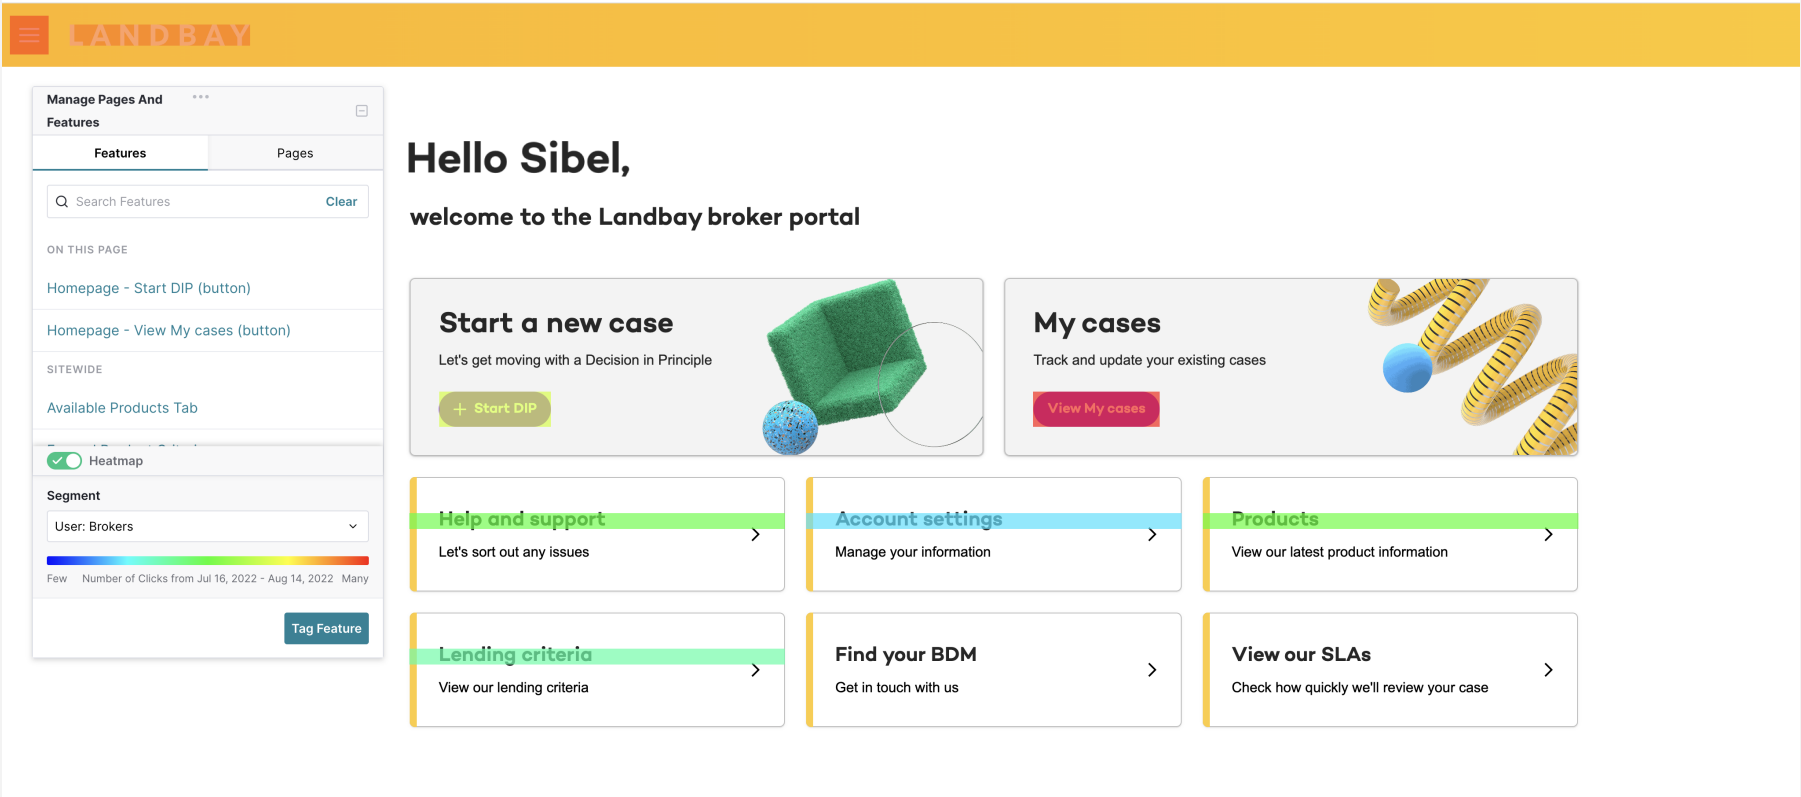 LANDBAY
Manage Pages And
Features
Features
Pages
Search Features
Clear
ON THIS PAGE
Homepage - Start DIP (button)
Homepage - View My cases (button)
SITEWIDE
Available Products Tab
Heatmap
Segment
User: Brokers
Few
Number of Clicks from Jul 16, 2022 - Aug 14, 2022
Many
Tag Feature
Hello Sibel,
welcome to the Landbay broker portal
Start a new case
Let's get moving with a Decision in Principle
+ Start DIP
My cases
Track and update your existing cases
View My cases
Help and support
Let's sort out any issues
Account settings
Manage your information
Products
View our latest product information
Lending criteria
View our lending criteria
Find your BDM
Get in touch with us
View our SLAs
Check how quickly we'll review your case